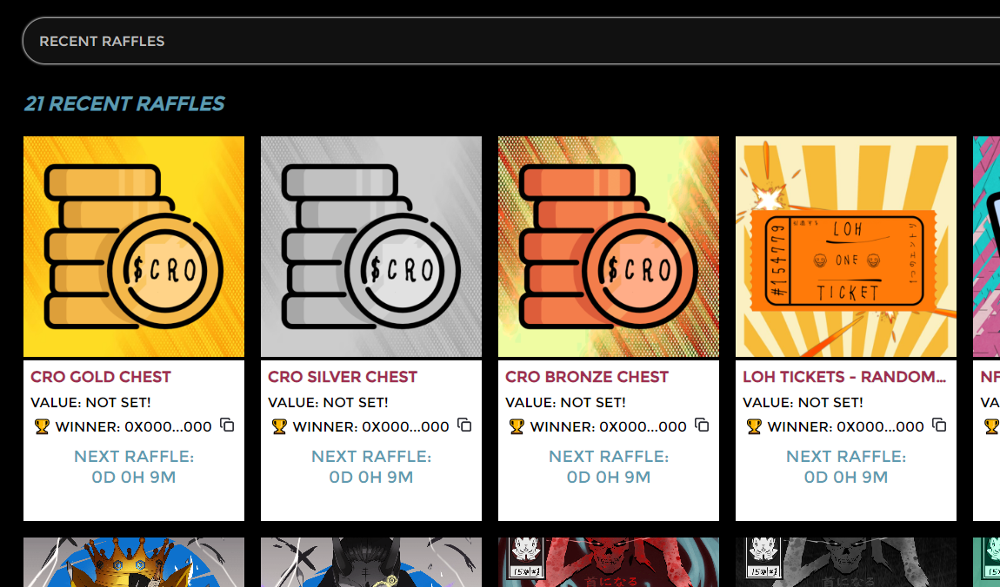 RECENT RAFFLES
21 RECENT RAFFLES
$CRO
$CRO
$CRO
#154779
LOH
ONE
TICKET
CRO GOLD CHEST
VALUE: NOT SET!
WINNER: 0X000...000
NEXT RAFFLE:
0D 0H 9M
CRO SILVER CHEST
VALUE: NOT SET!
WINNER: 0X000...000
NEXT RAFFLE:
0D 0H 9M
CRO BRONZE CHEST
VALUE: NOT SET!
WINNER: 0X000...000
NEXT RAFFLE:
0D 0H 9M
LOH TICKETS - RANDOM...
VALUE: NOT SET!
WINNER: 0X000...000
NEXT RAFFLE:
0D 0H 9M
NF
VA
首になる
首になる